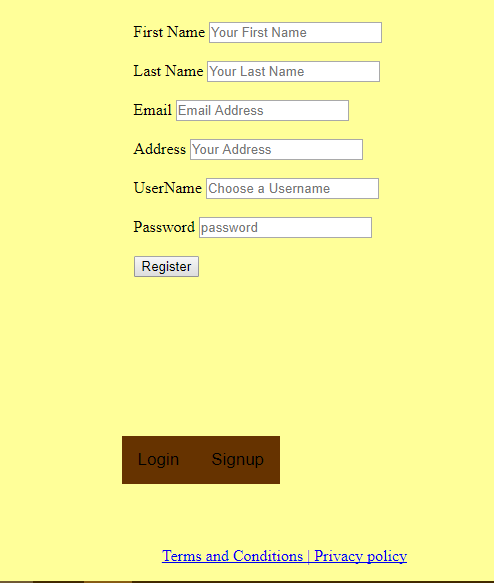 First Name Your First Name
Last Name Your Last Name
Email Email Address
Address Your Address
UserName Choose a Username
Password password
Register
Login Signup
Terms and Conditions | Privacy policy